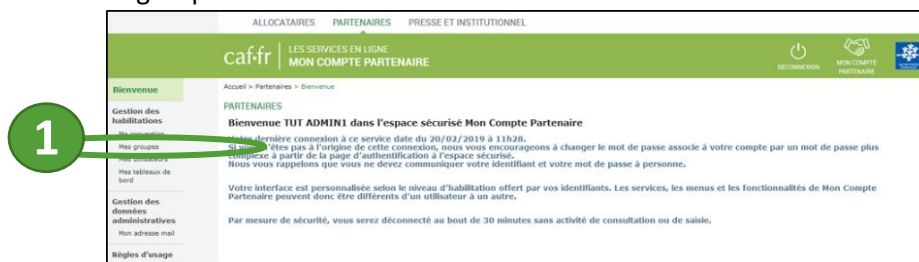 ALLOCATAIRES PARTENAIRES PRESSE ET INSTITUTIONNEL
caf.fr LES SERVICES EN LIGNE
MON COMPTE PARTENAIRE
DECONNEXION
MON COMPTE
PARTENAIRE
Bienvenue
Gestion des
habilitations
Mes groupes
Mes tableaux de
bord
Gestion des
données
administratives
Mon adresse mail
Règles d'usage
1
Accueil > Partenaires > Bienvenue
PARTENAIRES
Bienvenue TUT ADMIN1 dans l'espace sécurisé Mon Compte Partenaire
dernière connexion à ce service date du 20/02/2019 à 11h28.
Si vous n'êtes pas à l'origine de cette connexion, nous vous encourageons à changer le mot de passe associé à votre compte par un mot de passe plus
complexe à partir de la page d'authentification à l'espace sécurisé.
Nous vous rappelons que vous ne devez communiquer votre identifiant et votre mot de passe à personne.
Votre interface est personnalisée selon le niveau d'habilitation offert par vos identifiants. Les services, les menus et les fonctionnalités de Mon Compte
Partenaire peuvent donc être différents d'un utilisateur à un autre.
Par mesure de sécurité, vous serez déconnecté au bout de 30 minutes sans activité de consultation ou de saisie.